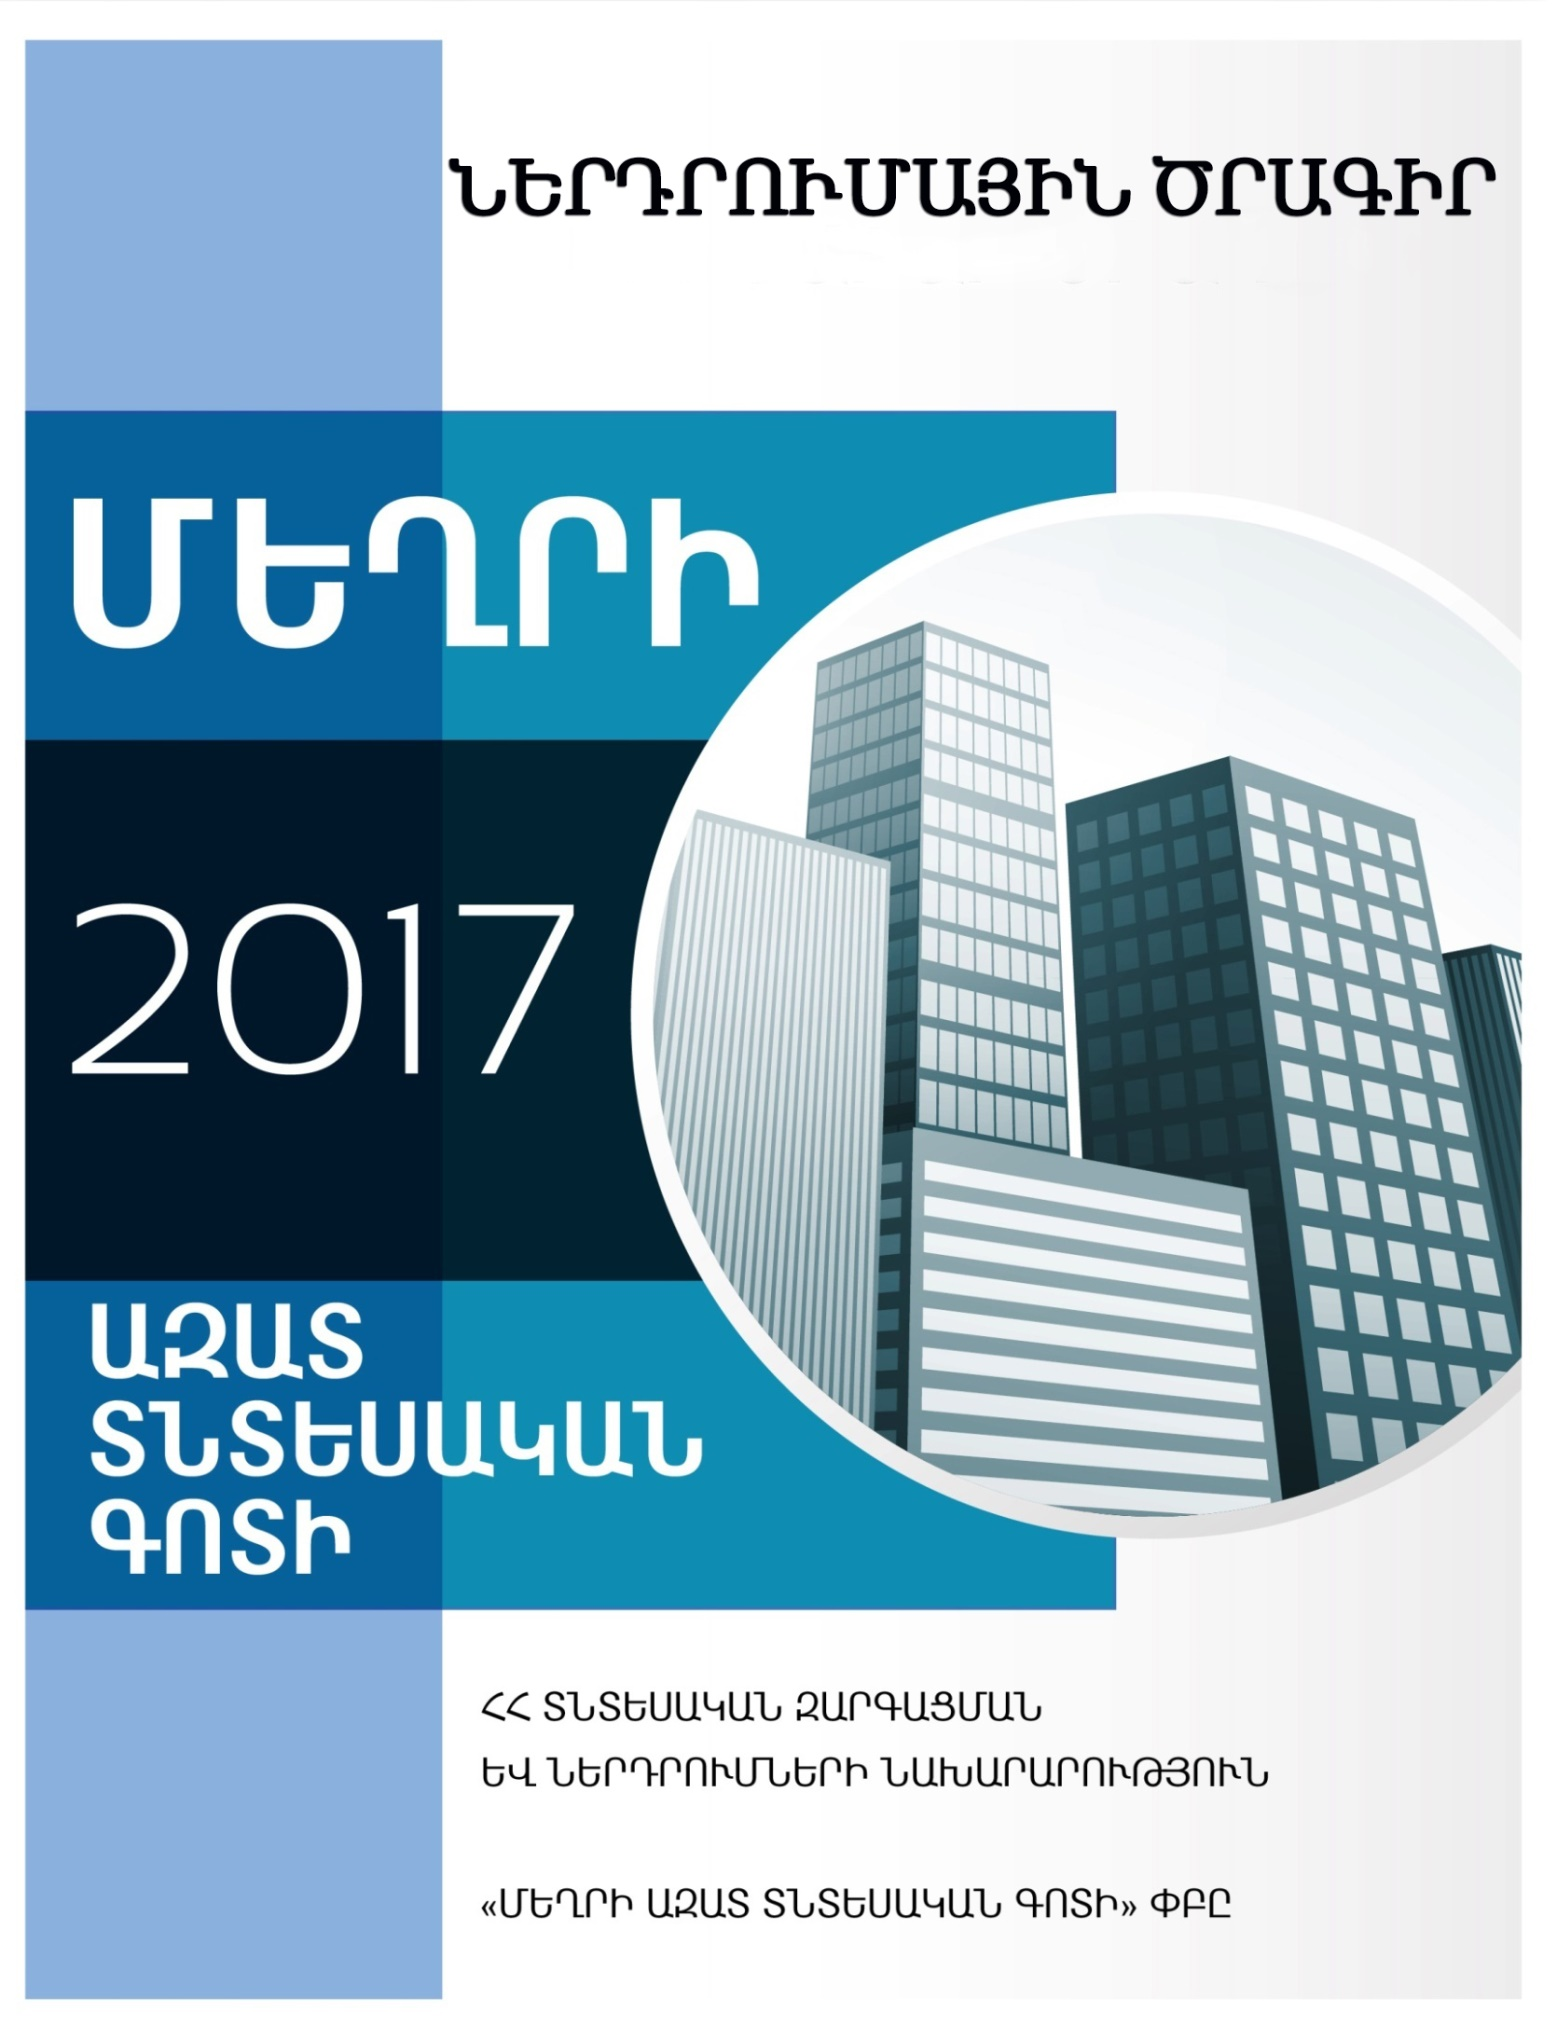 ՆԵՐԴՐՈՒՄԱՅԻՆ ԾՐԱԳԻՐ
ՄԵՂՐԻ
2017
ԱԶԱՏ
ՏՆՏԵՍԱԿԱՆ
ԳՈՏԻ
ՀՀ ՏՆՏԵՍԱԿԱՆ ԶԱՐԳԱՑՄԱՆ
ԵՎ ՆԵՐԴՐՈՒՄՆԵՐԻ ՆԱԽԱՐԱՐՈՒԹՅՈՒՆ
«ՄԵՂՐԻ ԱԶԱՏ ՏՆՏԵՍԱԿԱՆ ԳՈՏԻ» ՓԲԸ